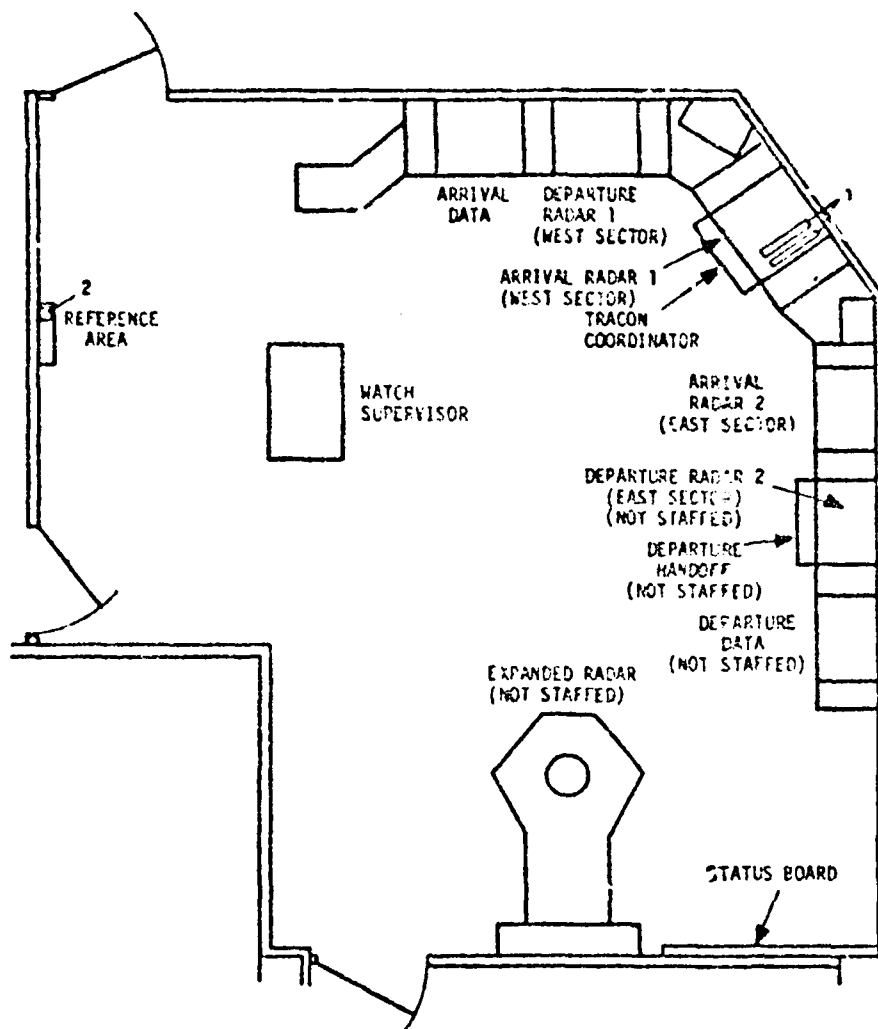 ARRIVAL
DATA
DEPARTURE
RADAR 1
(WEST SECTOR)
1
ARRIVAL RADAR 1
(WEST SECTOR)
TRACON
COORDINATOR
2
REFERENCE
AREA
WATCH
SUPERVISOR
ARRIVAL
RADAR 2
(EAST SECTOR)
DEPARTURE RADAR 2
(EAST SECTOR)
(NOT STAFFED)
DEPARTURE
HANDOFF
(NOT STAFFED)
DEPARTURE
DATA
(NOT STAFFED)
EXPANDED RADAR
(NOT STAFFED)
STATUS BOARD